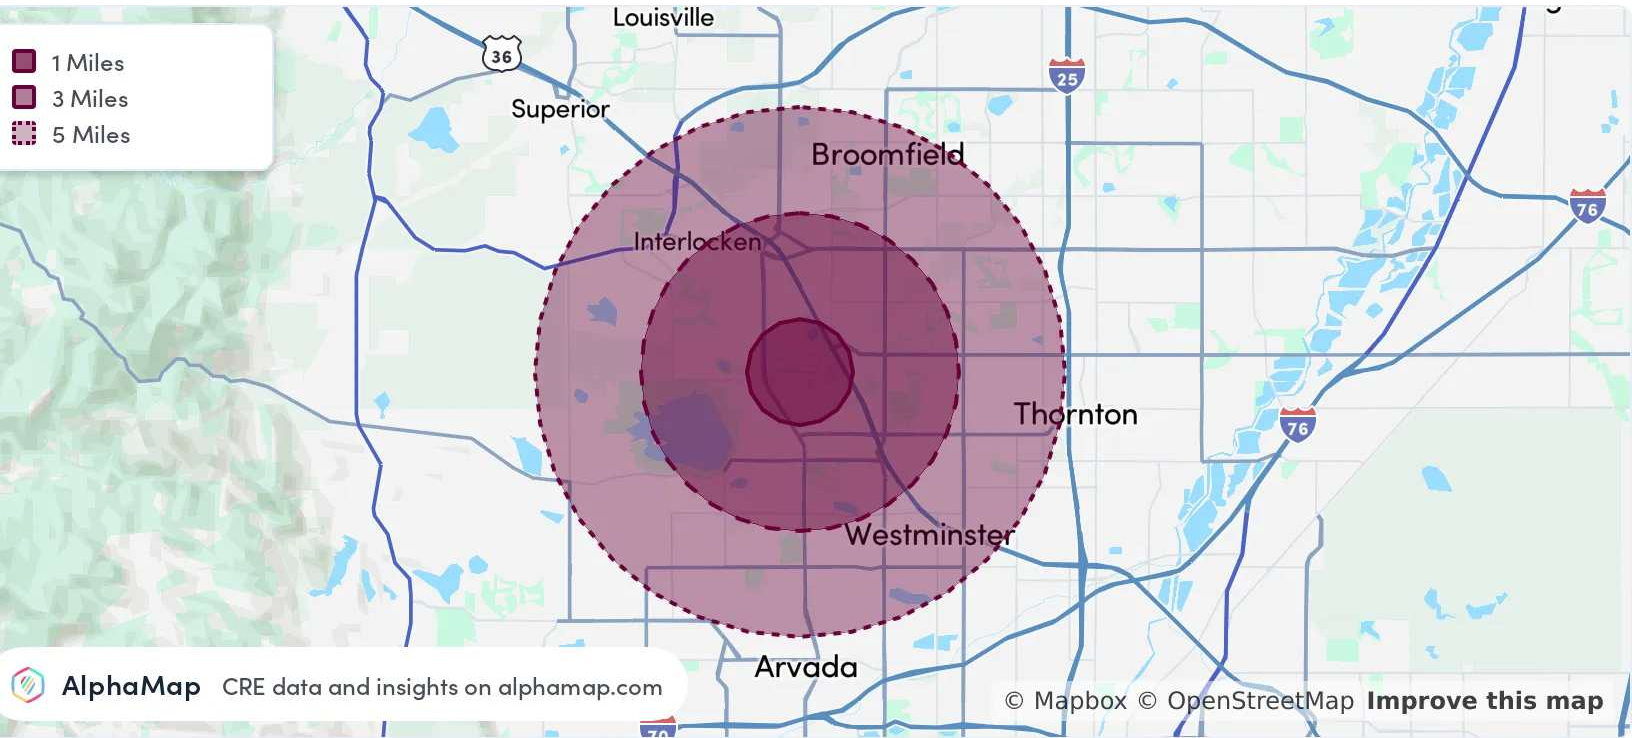 Louisville
36
1 Miles
25
3 Miles
Superior
5 Miles
Broomfield
76
Interlocken
Thornton
76
Westminster
Arvada
AlphaMap CRE data and insights on alphamap.com
© Mapbox © OpenStreetMap Improve this map
70